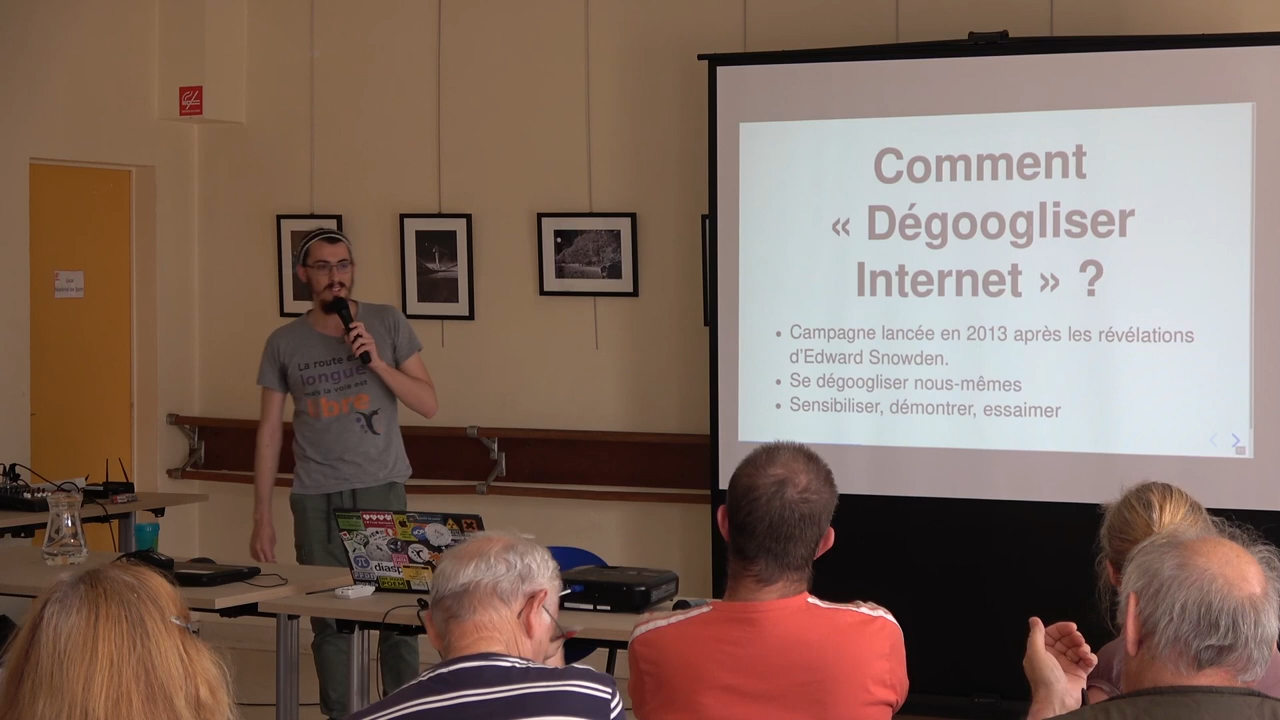 Comment
« Dégoogliser
Internet » ?
• Campagne lancée en 2013 après les révélations
d'Edward Snowden.
• Se dégoogliser nous-mêmes
• Sensibiliser, démontrer, essaimer
La route e
longue
mais la voie est
libre
diasp